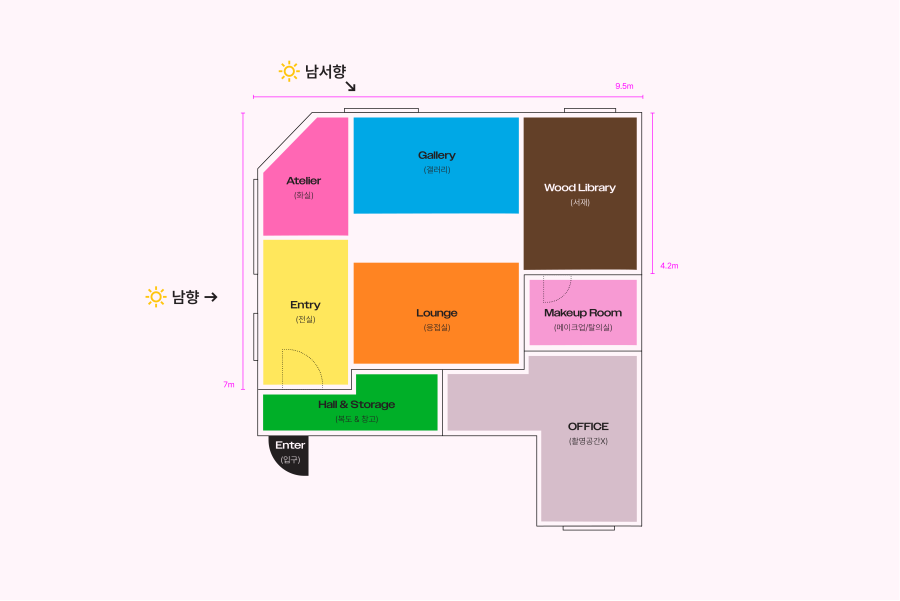 남서향
9.5m
Gallery
(갤러리)
Atelier
(화실)
Wood Library
(서재)
4.2m
남향
Entry
(전실)
Lounge
(응접실)
Makeup Room
(메이크업/탈의실)
7m
Hall & Storage
(복도 & 창고)
OFFICE
(촬영공간X)
Enter
(입구)